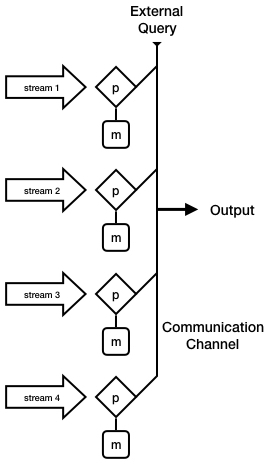 External
Query
stream 1
p
m
stream 2
p
m
Output
stream 3
p
m
Communication
Channel
stream 4
p
m